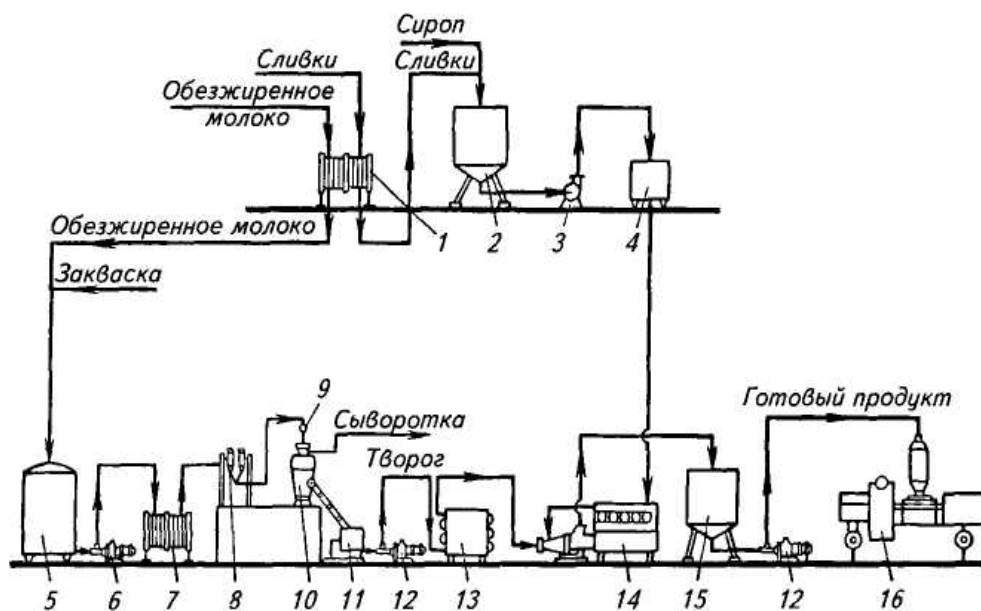 Сироп
Сливки
Сливки
Обезжиренное
молоко
1
2
3
4
Обезжиренное молоко
Закваска
9
Сыворотка
Творог
Готовый продукт
5
6
7
8
10
11
12
13
14
15
12
16